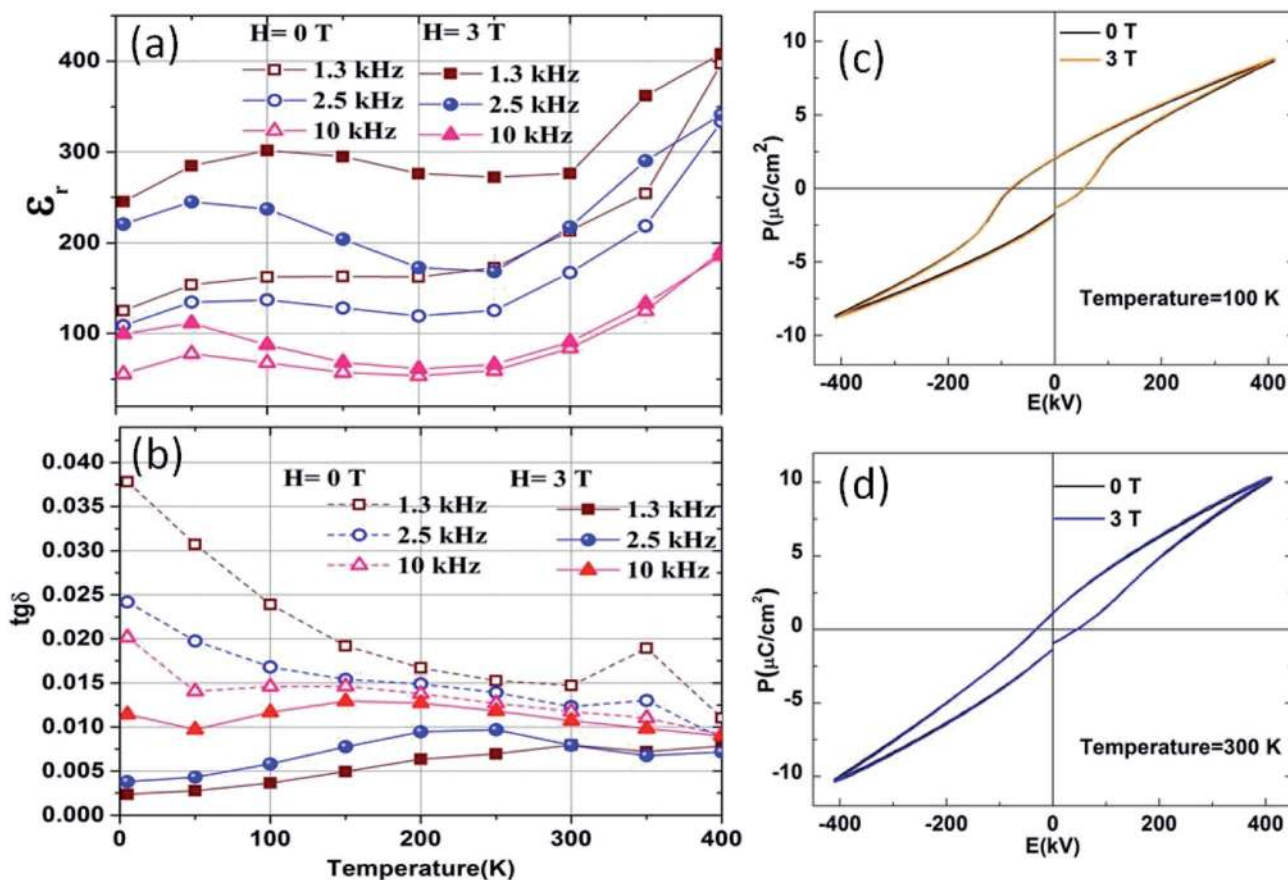 (a)
H= 0 T H= 3 T
1.3 kHz 1.3 kHz
2.5 kHz 2.5 kHz
10 kHz 10 kHz
400
300
200
100
εr
(b)
H= 0 T H= 3 T
1.3 kHz 1.3 kHz
2.5 kHz 2.5 kHz
10 kHz 10 kHz
0.040
0.035
0.030
0.025
0.020
0.015
0.010
0.005
0.000
tgδ
0 100 200 300 400
Temperature(K)
(c)
0 T
3 T
10
5
0
-5
-10
P(μC/cm²)
Temperature=100 K
-400 -200 0 200 400
E(kV)
(d)
0 T
3 T
10
5
0
-5
-10
P(μC/cm²)
Temperature=300 K
-400 -200 0 200 400
E(kV)